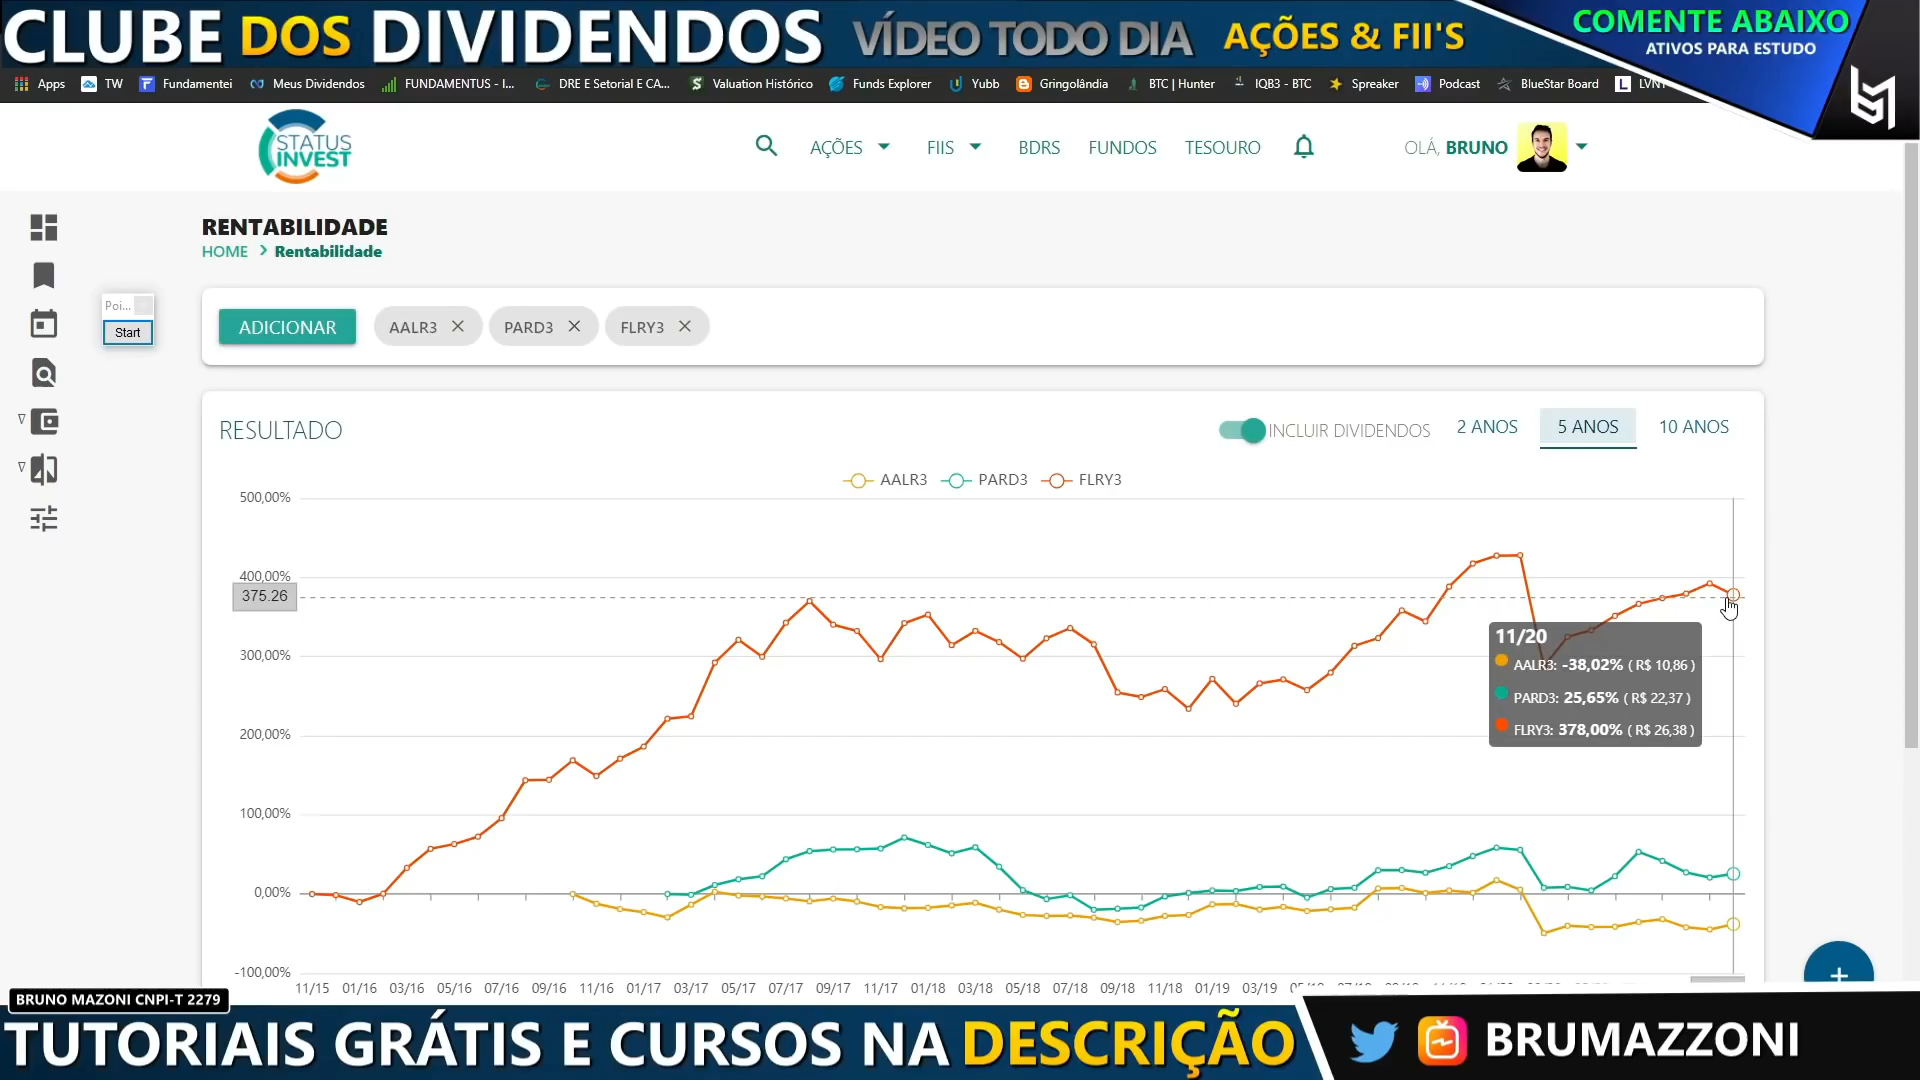 CLUBE DOS DIVIDENDOS VÍDEO TODO DIA AÇÕES & FII'S
COMENTE ABAIXO
ATIVOS PARA ESTUDO
Apps TW Fundamentei Meus Dividendos FUNDAMENTUS - I... DRE E Setorial E CA... Valuation Histórico Funds Explorer Yubb Gringolândia BTC | Hunter IQB3 - BTC Spreaker Podcast BlueStar Board
STATUS
INVEST
AÇÕES FIIS BDRS FUNDOS TESOURO OLÁ, BRUNO
RENTABILIDADE
HOME > Rentabilidade
Poi...
Start
ADICIONAR AALR3 PARD3 FLRY3
RESULTADO INCLUIR DIVIDENDOS 2 ANOS 5 ANOS 10 ANOS
AALR3 PARD3 FLRY3
500,00%
400,00%
375.26
300,00%
200,00%
100,00%
0,00%
-100,00%
11/20
AALR3: -38,02% ( R$ 10,86 )
PARD3: 25,65% ( R$ 22,37 )
FLRY3: 378,00% ( R$ 26,38 )
11/15 01/16 03/16 05/16 07/16 09/16 11/16 01/17 03/17 05/17 07/17 09/17 11/17 01/18 03/18 05/18 07/18 09/18 11/18 01/19 03/19
BRUNO MAZONI CNPI-T 2279
TUTORIAIS GRÁTIS E CURSOS NA DESCRIÇÃO BRUMAZZONI